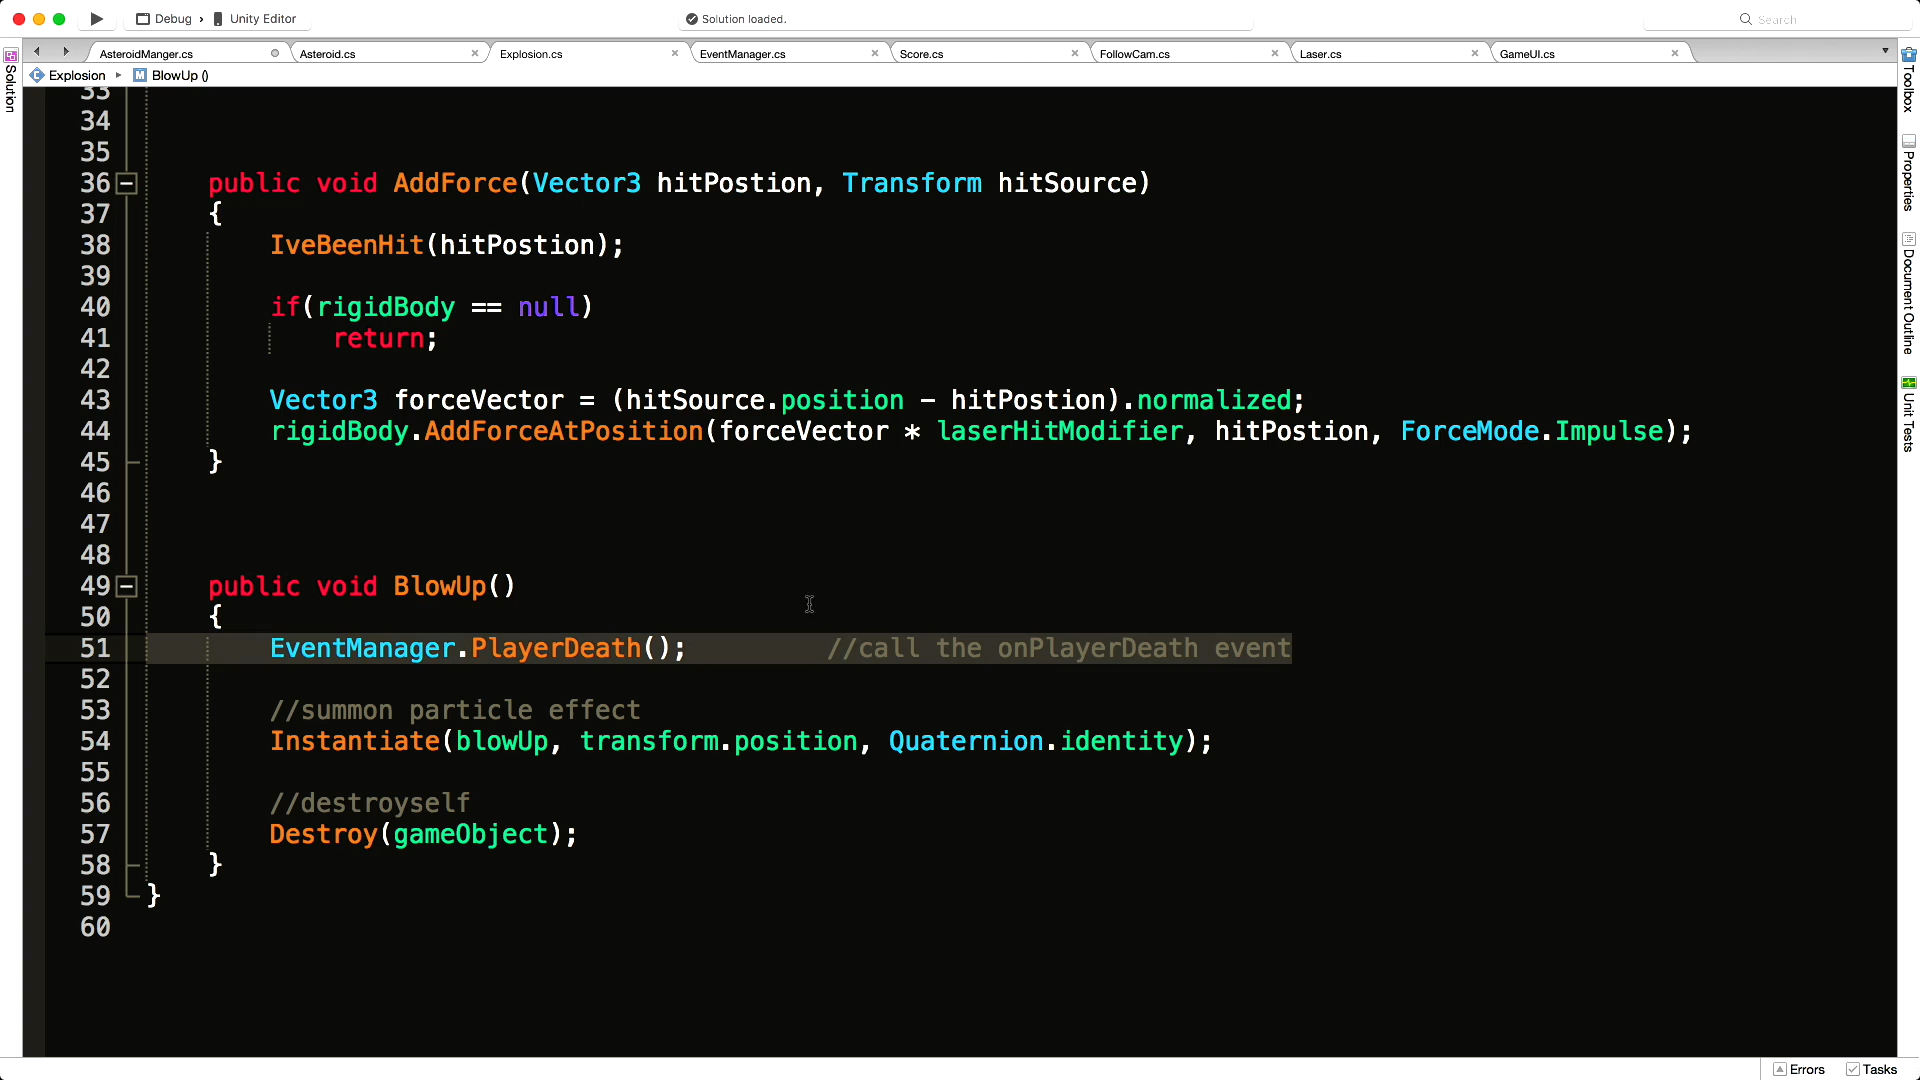 Debug › Unity Editor
Solution loaded.
Search
AsteroidManger.cs
Asteroid.cs
Explosion.cs
EventManager.cs
Score.cs
FollowCam.cs
Laser.cs
GameUI.cs
Explosion ▸ M BlowUp ()
Solution
Toolbox
Properties
Document Outline
Unit Tests
33
34
35
36 public void AddForce(Vector3 hitPostion, Transform hitSource)
37 {
38 IveBeenHit(hitPostion);
39
40 if(rigidBody == null)
41 return;
42
43 Vector3 forceVector = (hitSource.position - hitPostion).normalized;
44 rigidBody.AddForceAtPosition(forceVector * laserHitModifier, hitPostion, ForceMode.Impulse);
45 }
46
47
48
49 public void BlowUp()
50 {
51 EventManager.PlayerDeath(); //call the onPlayerDeath event
52
53 //summon particle effect
54 Instantiate(blowUp, transform.position, Quaternion.identity);
55
56 //destroyself
57 Destroy(gameObject);
58 }
59 }
60
Errors
Tasks